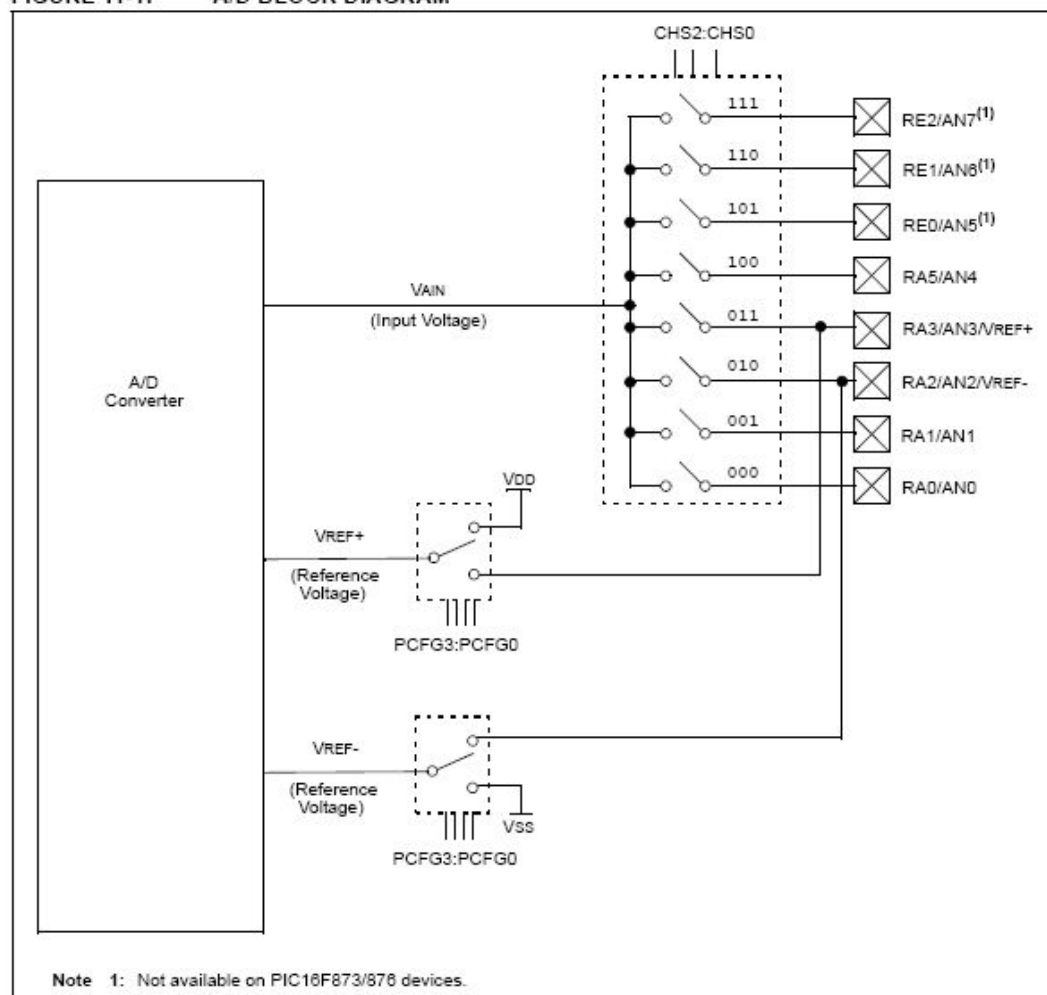 CHS2:CHS0
111
RE2/AN7(1)
110
RE1/AN6(1)
101
RE0/AN5(1)
100
RA5/AN4
VAIN
(Input Voltage)
011
RA3/AN3/VREF+
010
RA2/AN2/VREF-
A/D
Converter
001
RA1/AN1
000
RA0/AN0
VDD
VREF+
(Reference
Voltage)
PCFG3:PCFG0
VREF-
(Reference
Voltage)
VSS
PCFG3:PCFG0
Note 1: Not available on PIC16F873/876 devices.